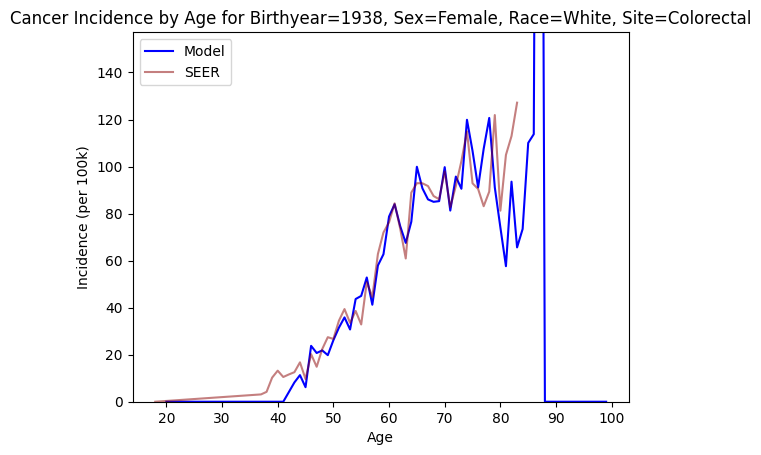 Cancer Incidence by Age for Birthyear=1938, Sex=Female, Race=White, Site=Colorectal
Model
SEER
140
120
100
80
60
40
20
0
Incidence (per 100k)
20 30 40 50 60 70 80 90 100
Age